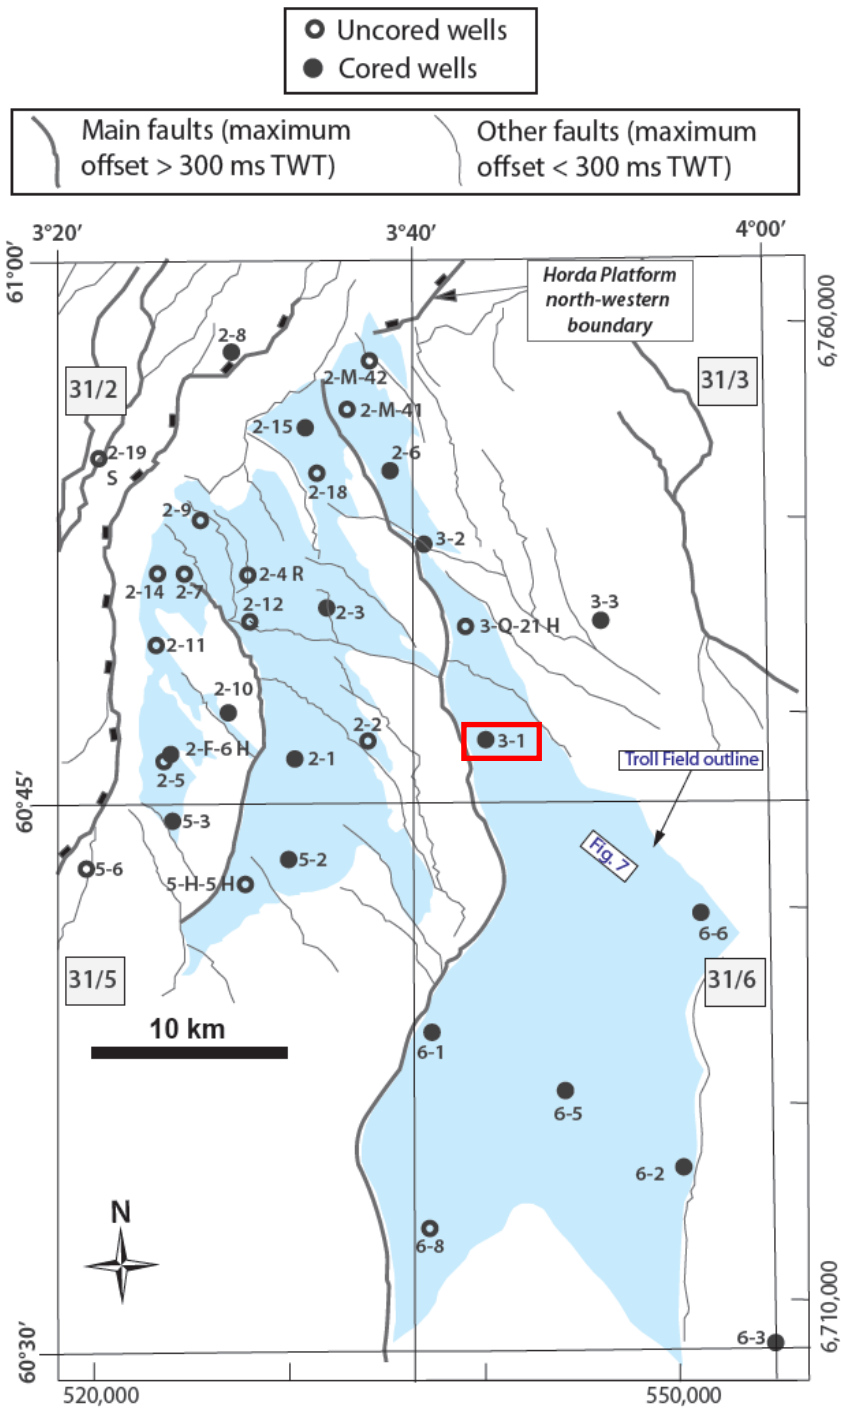 Uncored wells
Cored wells
Main faults (maximum
offset > 300 ms TWT)
Other faults (maximum
offset < 300 ms TWT)
3°20′
3°40′
4°00′
61°00′
Horda Platform
north-western
boundary
6,760,000
2-8
31/2
31/3
2-M-42
2-M-41
2-15
2-6
2-19
S
2-18
2-9
3-2
2-14
2-7
2-4 R
2-12
2-3
3-3
3-O-21 H
2-11
2-10
2-2
3-1
2-F-6 H
2-5
2-1
Troll Field outline
60°45′
5-3
Fig. 7
5-6
5-2
5-H-5 H
6-6
31/5
31/6
10 km
6-1
6-5
6-2
N
6-8
6-3
6,710,000
60°30′
520,000
550,000